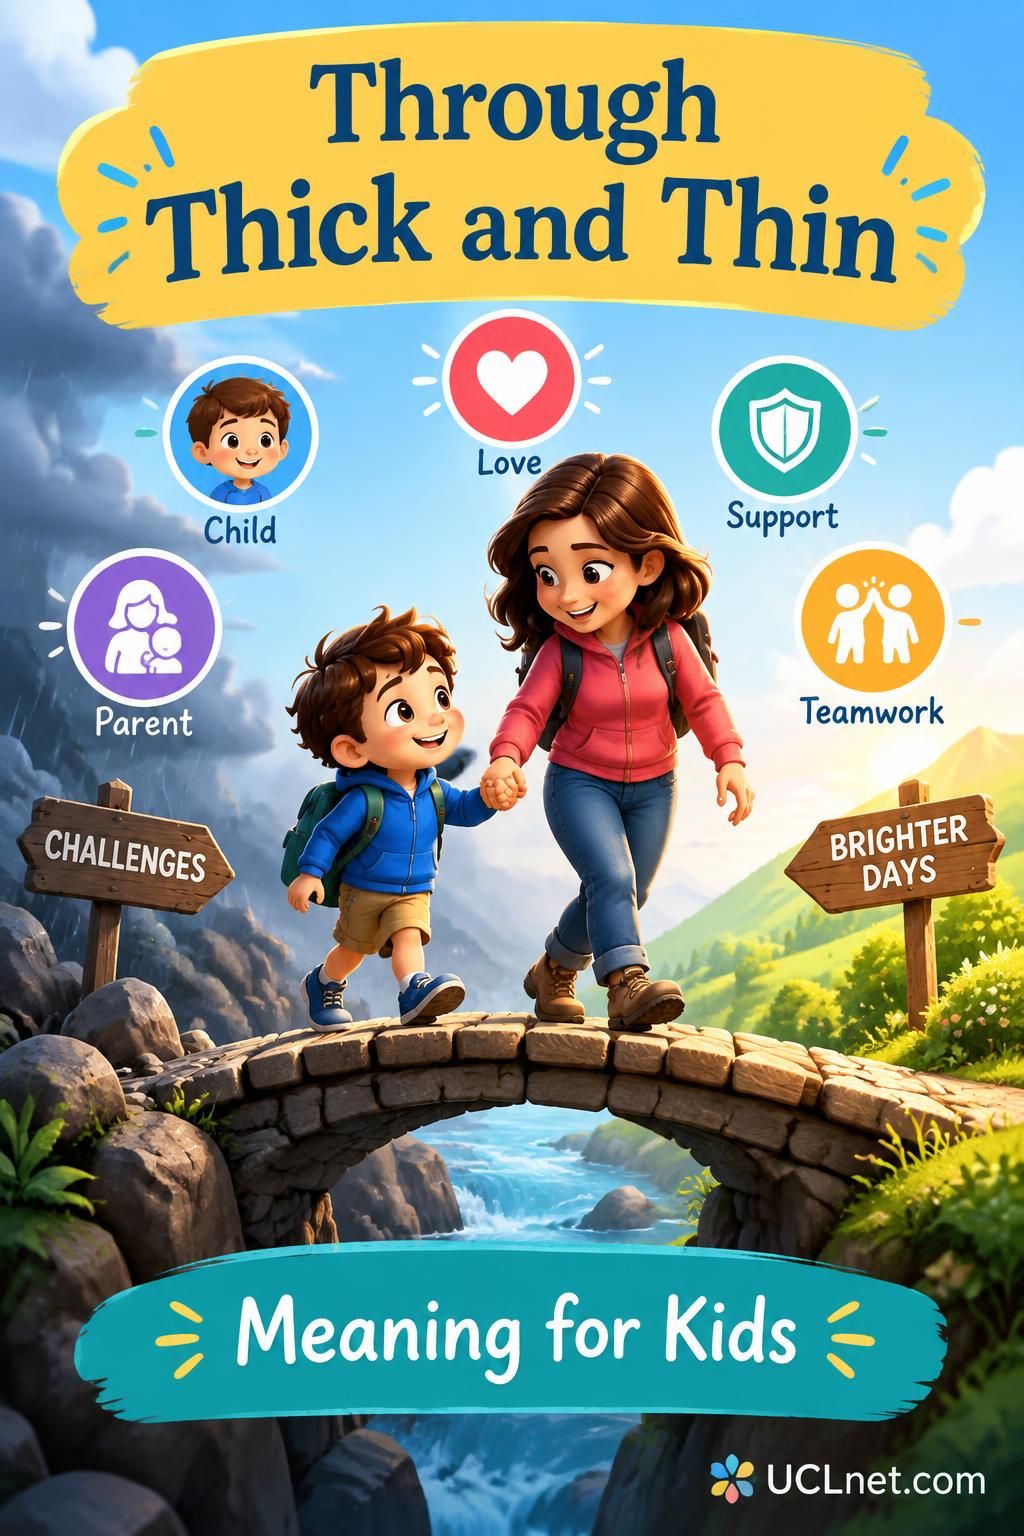 Through
Thick and Thin
Love
Child
Support
Parent
Teamwork
CHALLENGES
BRIGHTER
DAYS
Meaning for Kids
UCLnet.com